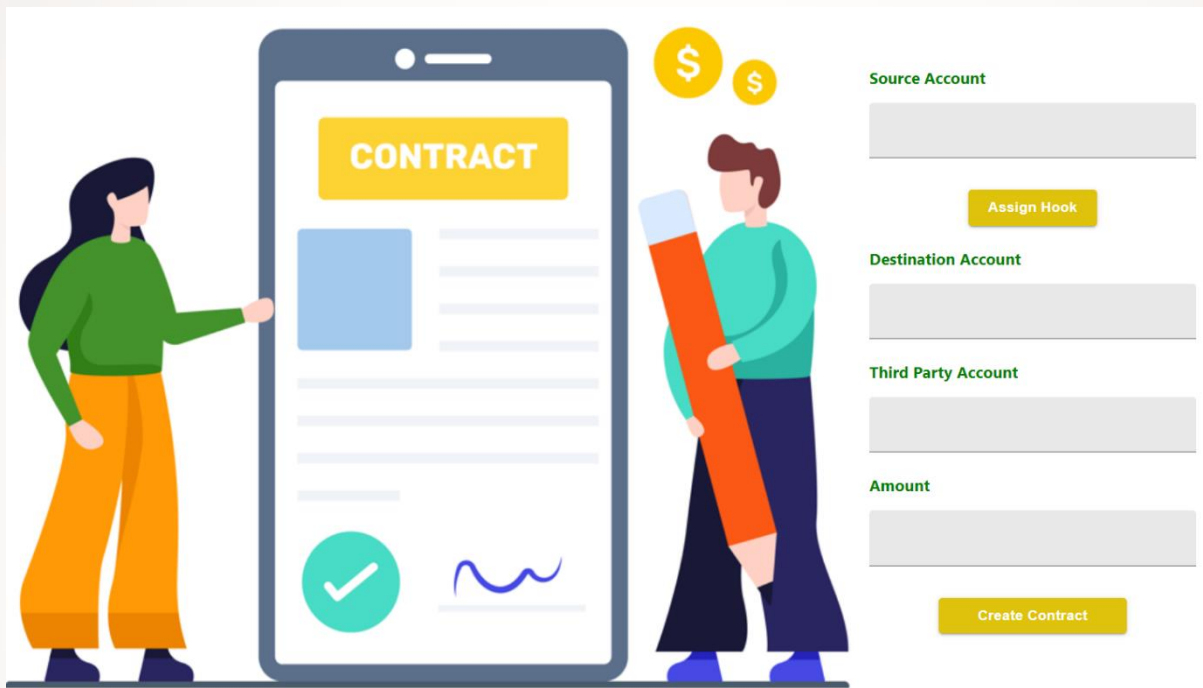 CONTRACT
$
$
Source Account
Assign Hook
Destination Account
Third Party Account
Amount
Create Contract